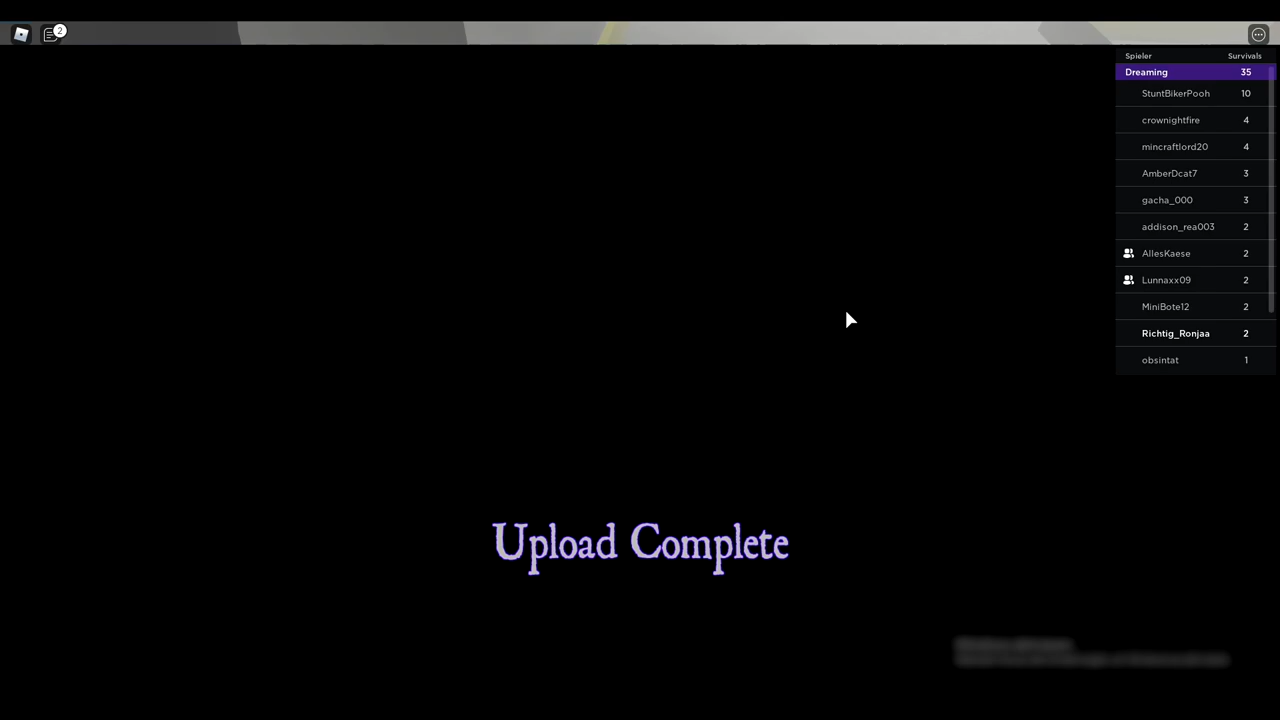 2
Spieler Survivals
Dreaming 35
StuntBikerPooh 10
crownightfire 4
mincraftlord20 4
AmberDcat7 3
gacha_000 3
addison_rea003 2
AllesKaese 2
Lunnaxx09 2
MiniBote12 2
Richtig_Ronjaa 2
obsintat 1
Upload Complete